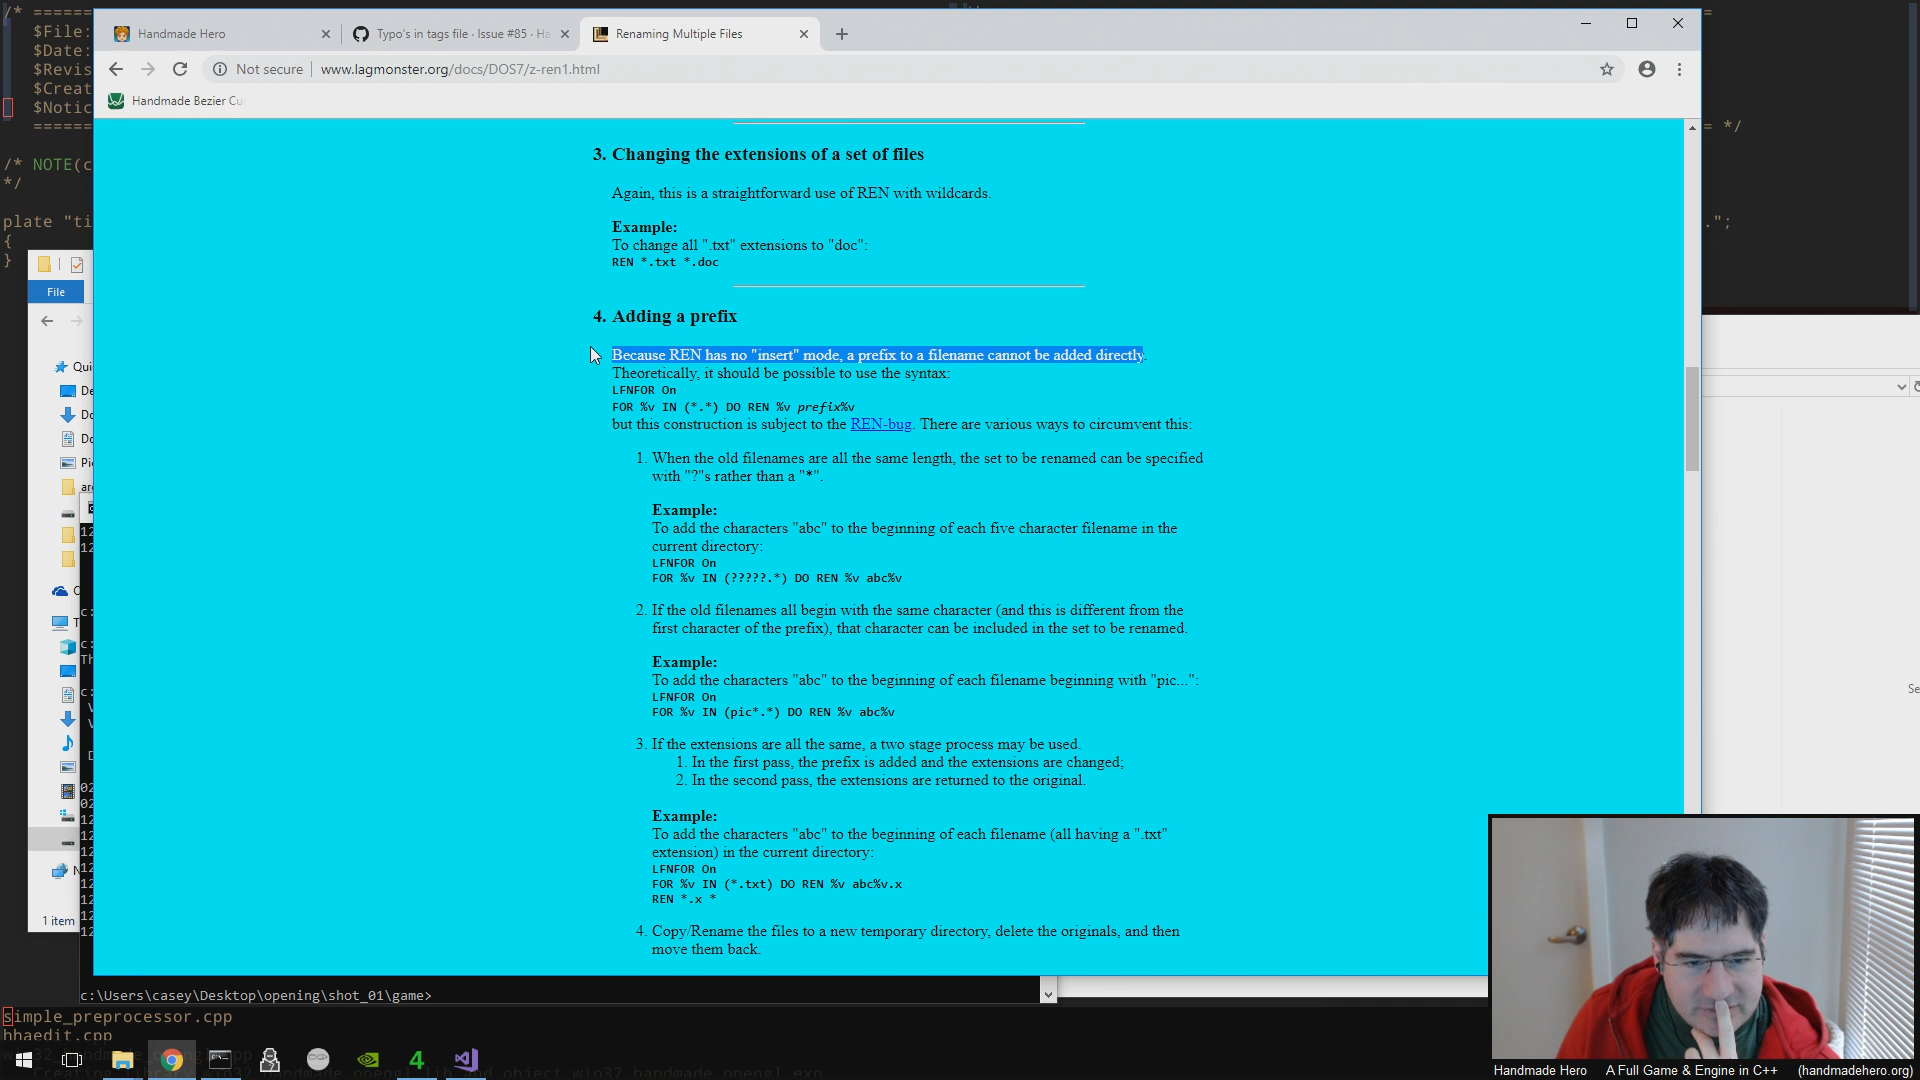 /* ====
$File:
$Date:
$Revis
$Creat
$Notic
====== = */
/* NOTE(c
*/
plate "ti .";
{
}
Handmade Hero
Typo's in tags file · Issue #85 · Ha
Renaming Multiple Files
Not secure
www.lagmonster.org/docs/DOS7/z-ren1.html
Handmade Bezier Cu
File
Qui
De
Do
Do
Pi
ar
1 item
3. Changing the extensions of a set of files
Again, this is a straightforward use of REN with wildcards.
Example:
To change all ".txt" extensions to "doc":
REN *.txt *.doc
4. Adding a prefix
Because REN has no "insert" mode, a prefix to a filename cannot be added directly.
Theoretically, it should be possible to use the syntax:
LFNFOR On
FOR %v IN (*.*) DO REN %v prefix%v
but this construction is subject to the REN-bug. There are various ways to circumvent this:
1. When the old filenames are all the same length, the set to be renamed can be specified
with "?"s rather than a "*".
Example:
To add the characters "abc" to the beginning of each five character filename in the
current directory:
LFNFOR On
FOR %v IN (?????.*) DO REN %v abc%v
2. If the old filenames all begin with the same character (and this is different from the
first character of the prefix), that character can be included in the set to be renamed.
Example:
To add the characters "abc" to the beginning of each filename beginning with "pic...":
LFNFOR On
FOR %v IN (pic*.*) DO REN %v abc%v
3. If the extensions are all the same, a two stage process may be used.
1. In the first pass, the prefix is added and the extensions are changed;
2. In the second pass, the extensions are returned to the original.
Example:
To add the characters "abc" to the beginning of each filename (all having a ".txt"
extension) in the current directory:
LFNFOR On
FOR %v IN (*.txt) DO REN %v abc%v.x
REN *.x *
4. Copy/Rename the files to a new temporary directory, delete the originals, and then
move them back.
Se
c:\Users\casey\Desktop\opening\shot_01\game>
simple_preprocessor.cpp
hhaedit.cpp
Handmade Hero A Full Game & Engine in C++ (handmadehero.org)